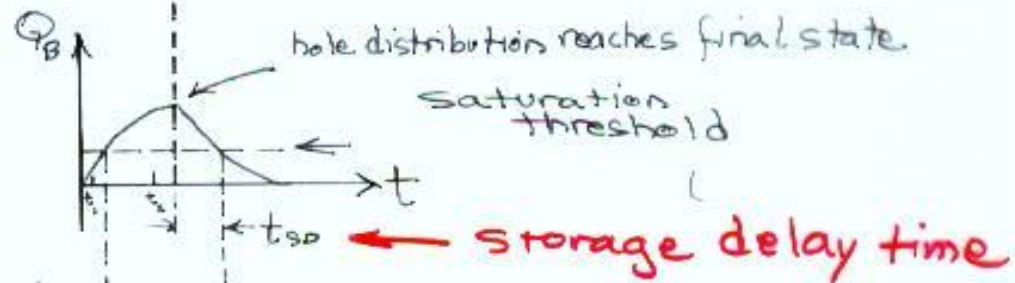 Q_B
hole distribution reaches final state.
saturation
threshold
t
t_SD
storage delay time